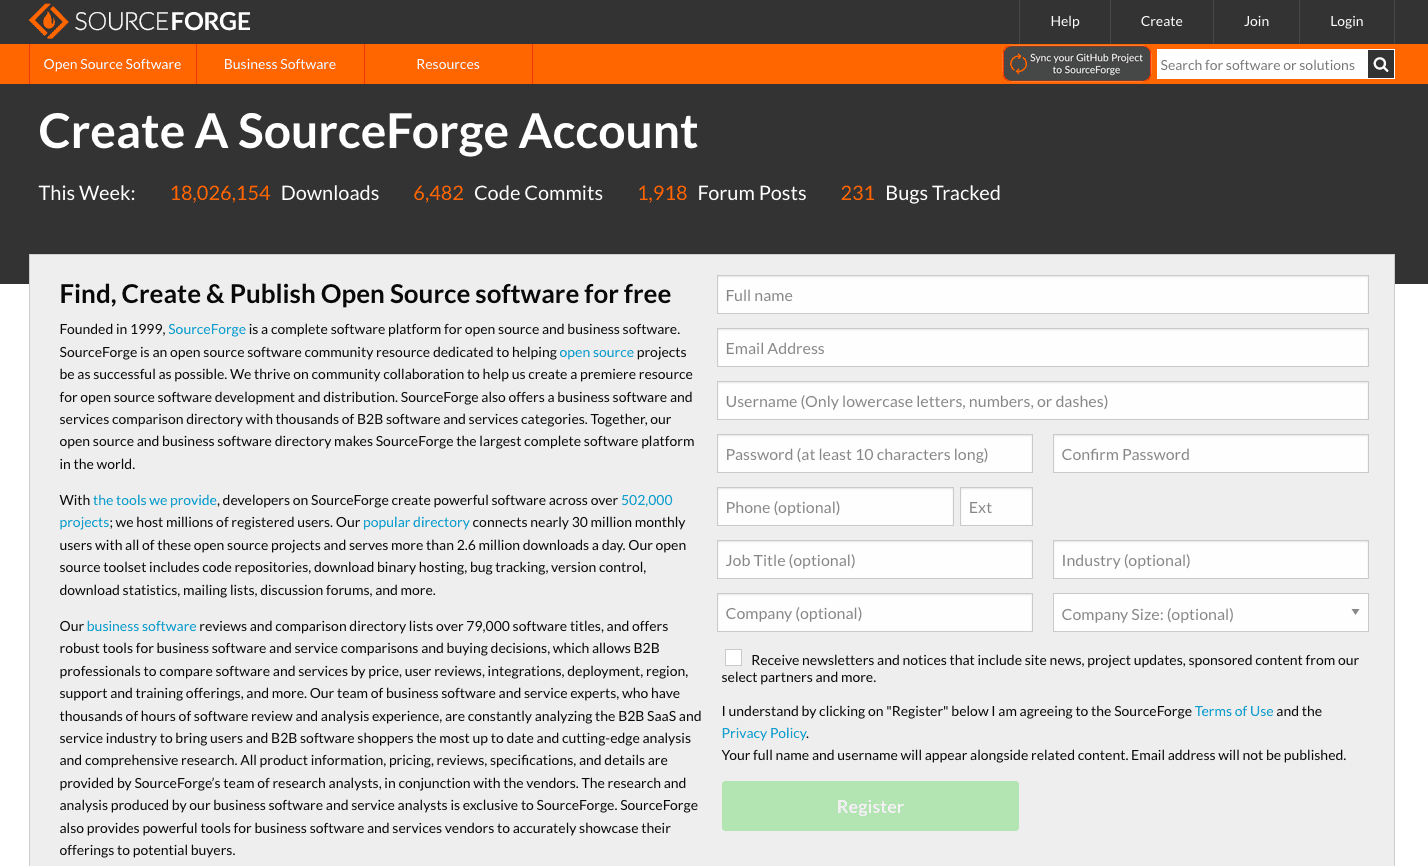 SOURCEFORGE
Help
Create
Join
Login
Open Source Software
Business Software
Resources
Sync your GitHub Project
to SourceForge
Search for software or solutions
Create A SourceForge Account
This Week: 18,026,154 Downloads 6,482 Code Commits 1,918 Forum Posts 231 Bugs Tracked
Find, Create & Publish Open Source software for free
Founded in 1999, SourceForge is a complete software platform for open source and business software.
SourceForge is an open source software community resource dedicated to helping open source projects
be as successful as possible. We thrive on community collaboration to help us create a premiere resource
for open source software development and distribution. SourceForge also offers a business software and
services comparison directory with thousands of B2B software and services categories. Together, our
open source and business software directory makes SourceForge the largest complete software platform
in the world.
With the tools we provide, developers on SourceForge create powerful software across over 502,000
projects; we host millions of registered users. Our popular directory connects nearly 30 million monthly
users with all of these open source projects and serves more than 2.6 million downloads a day. Our open
source toolset includes code repositories, download binary hosting, bug tracking, version control,
download statistics, mailing lists, discussion forums, and more.
Our business software reviews and comparison directory lists over 79,000 software titles, and offers
robust tools for business software and service comparisons and buying decisions, which allows B2B
professionals to compare software and services by price, user reviews, integrations, deployment, region,
support and training offerings, and more. Our team of business software and service experts, who have
thousands of hours of software review and analysis experience, are constantly analyzing the B2B SaaS and
service industry to bring users and B2B software shoppers the most up to date and cutting-edge analysis
and comprehensive research. All product information, pricing, reviews, specifications, and details are
provided by SourceForge's team of research analysts, in conjunction with the vendors. The research and
analysis produced by our business software and service analysts is exclusive to SourceForge. SourceForge
also provides powerful tools for business software and services vendors to accurately showcase their
offerings to potential buyers.
Full name
Email Address
Username (Only lowercase letters, numbers, or dashes)
Password (at least 10 characters long)
Confirm Password
Phone (optional)
Ext
Job Title (optional)
Industry (optional)
Company (optional)
Company Size: (optional)
Receive newsletters and notices that include site news, project updates, sponsored content from our
select partners and more.
I understand by clicking on "Register" below I am agreeing to the SourceForge Terms of Use and the
Privacy Policy.
Your full name and username will appear alongside related content. Email address will not be published.
Register